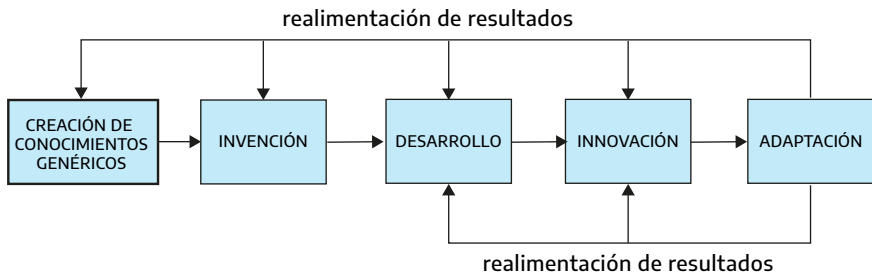 realimentación de resultados
CREACIÓN DE
CONOCIMIENTOS
GENÉRICOS
INVENCIÓN
DESARROLLO
INNOVACIÓN
ADAPTACIÓN
realimentación de resultados